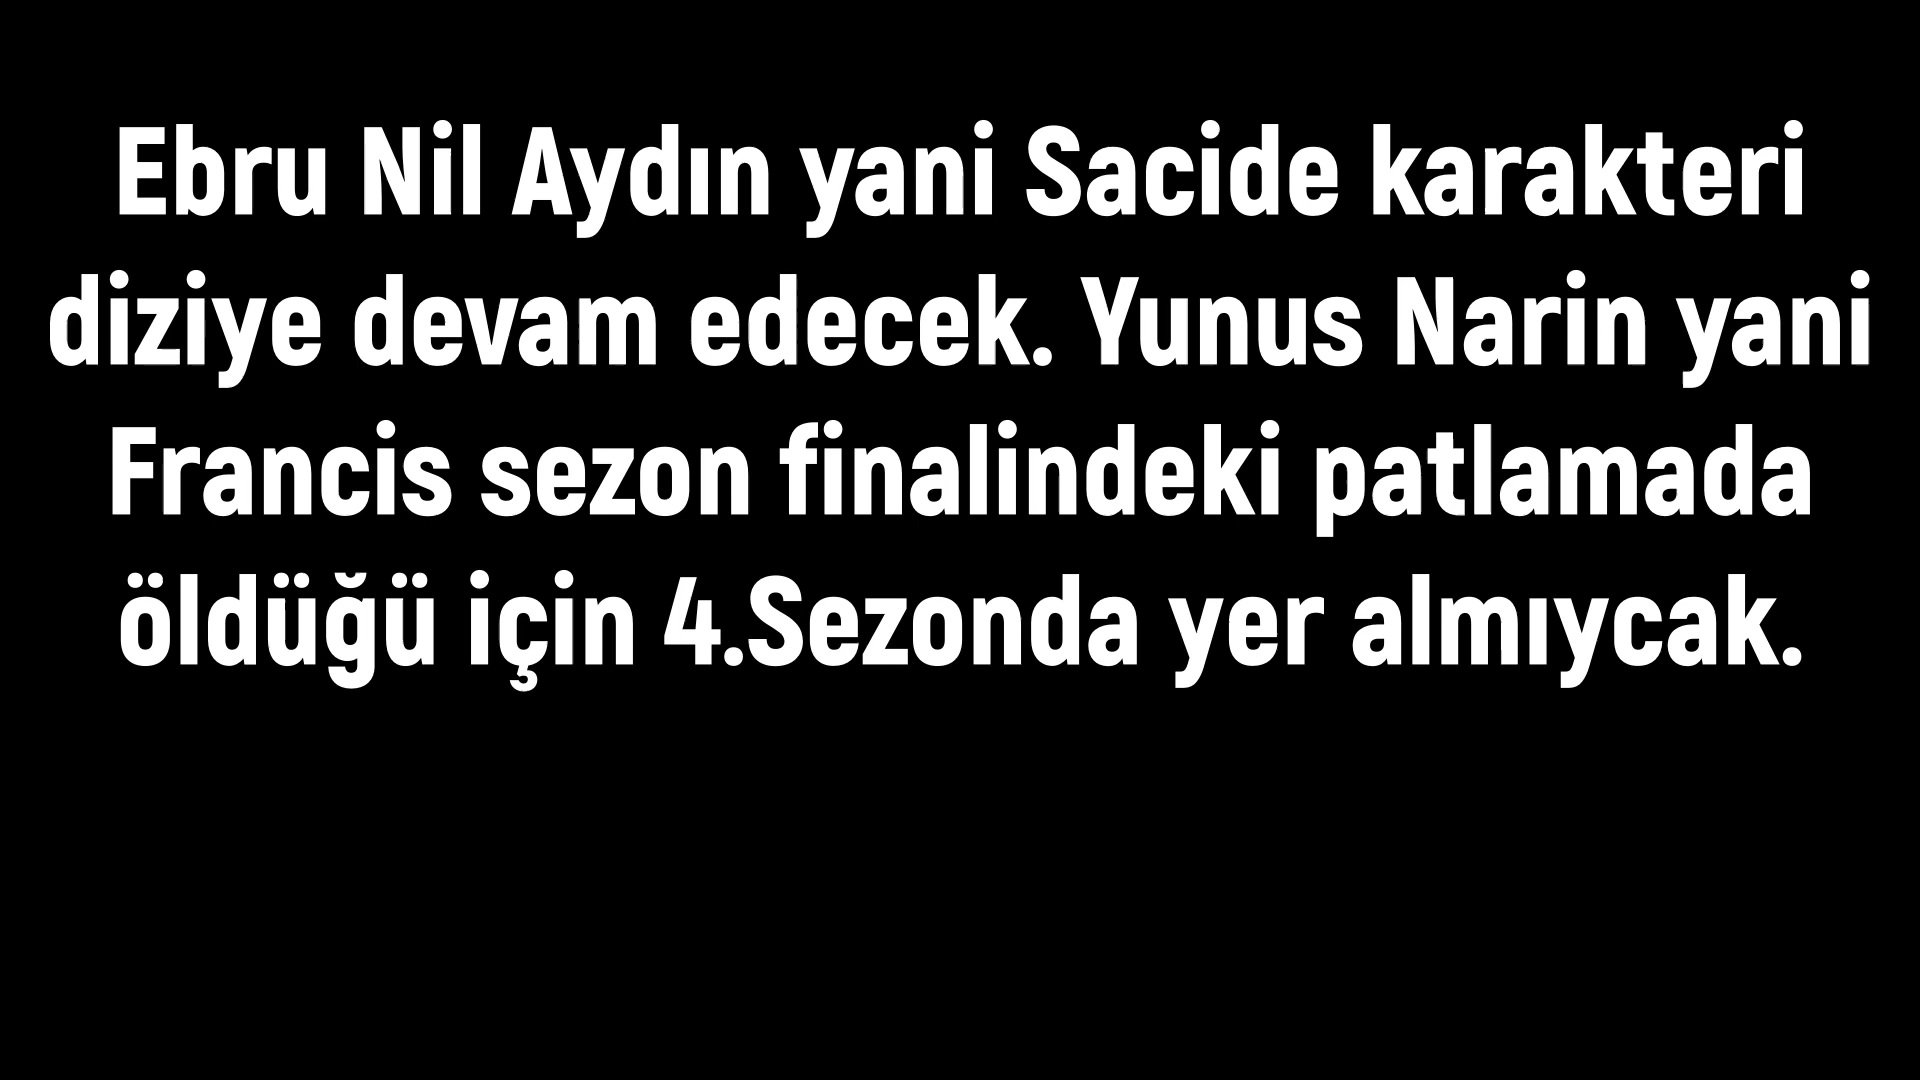 Ebru Nil Aydın yani Sacide karakteri
diziye devam edecek. Yunus Narin yani
Francis sezon finalindeki patlamada
öldüğü için 4.Sezonda yer almıycak.